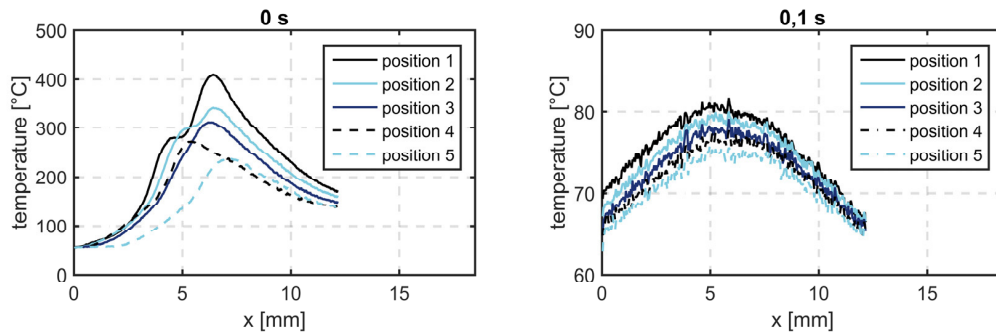 0 s
500
400
300
200
100
0
temperature [°C]
position 1
position 2
position 3
position 4
position 5
0
5
10
15
x [mm]
0,1 s
90
80
70
60
temperature [°C]
position 1
position 2
position 3
position 4
position 5
0
5
10
15
x [mm]